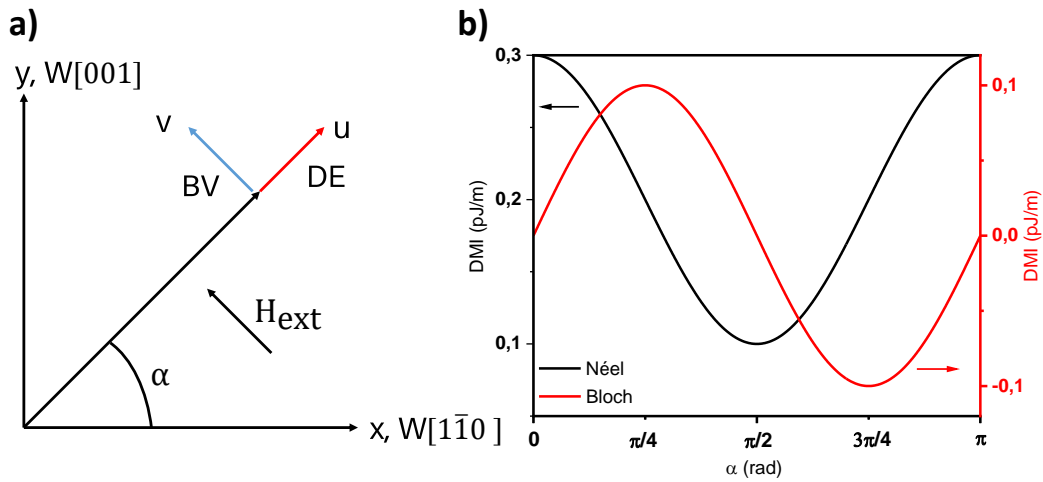 a)
y, W[001]
v
u
BV
DE
Hext
α
x, W[11̄0 ]
b)
0,3
0,2
0,1
DMI (pJ/m)
0,1
0,0
-0,1
DMI (pJ/m)
Néel
Bloch
0
π/4
π/2
3π/4
π
α (rad)